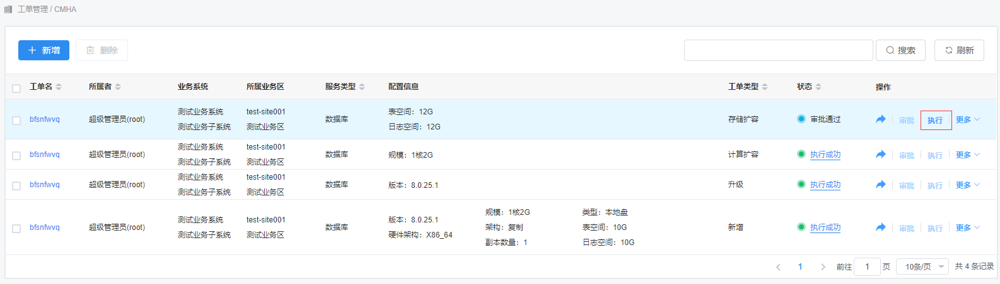 工单管理 / CMHA
新增 删除 搜索 刷新
工单名 所属者 业务系统 所属业务区 服务类型 配置信息 工单类型 状态 操作
bfsnfwvq 超级管理员(root) 测试业务系统 test-site001 数据库 表空间：12G 存储扩容 审批通过 审批 执行 更多
测试业务子系统 测试业务区 日志空间：12G
bfsnfwvq 超级管理员(root) 测试业务系统 test-site001 数据库 规模：1核2G 计算扩容 执行成功 审批 执行 更多
测试业务子系统 测试业务区
bfsnfwvq 超级管理员(root) 测试业务系统 test-site001 数据库 版本：8.0.25.1 升级 执行成功 审批 执行 更多
测试业务子系统 测试业务区
bfsnfwvq 超级管理员(root) 测试业务系统 test-site001 数据库 版本：8.0.25.1 规模：1核2G 类型：本地盘 新增 执行成功 审批 执行 更多
测试业务子系统 测试业务区 硬件架构：X86_64 架构：复制 表空间：10G
副本数量：1 日志空间：10G
1 前往 1 页 10条/页 共 4 条记录